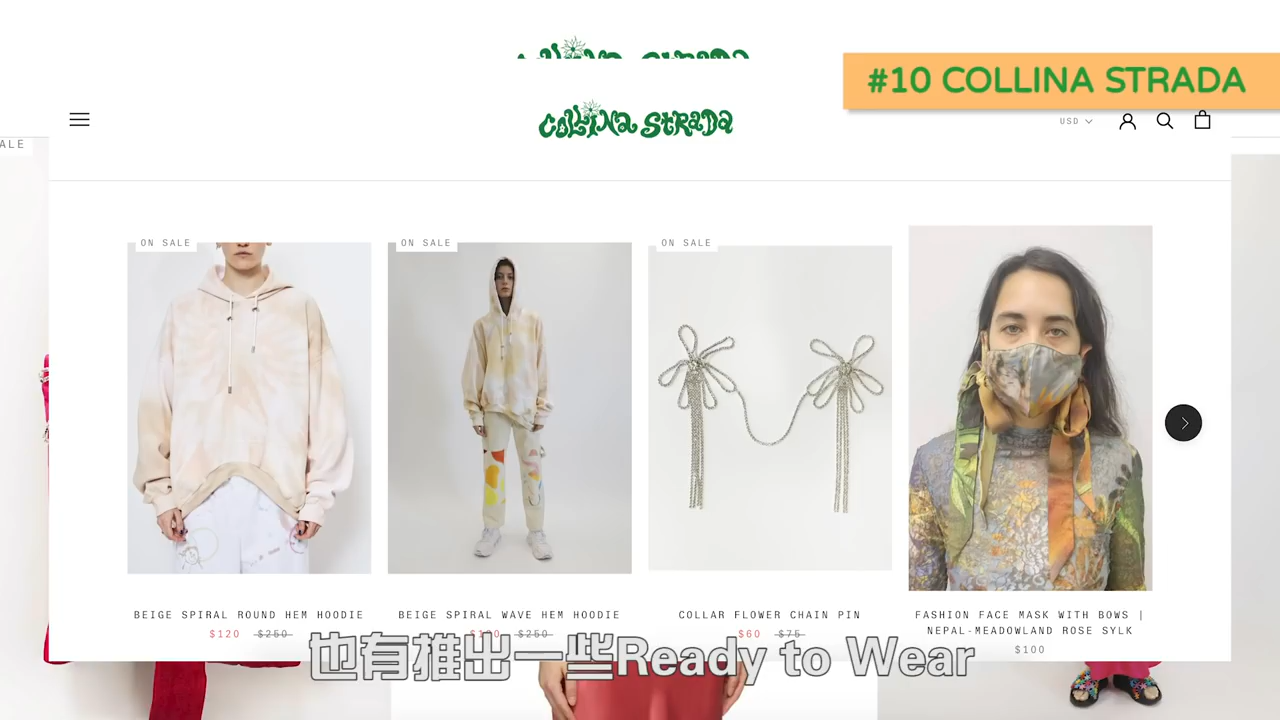 #10 COLLINA STRADA
COLLINA STRADA
USD
ALE
ON SALE
ON SALE
ON SALE
BEIGE SPIRAL ROUND HEM HOODIE
$120 $250
BEIGE SPIRAL WAVE HEM HOODIE
$250
COLLAR FLOWER CHAIN PIN
$60 $75
FASHION FACE MASK WITH BOWS |
NEPAL-MEADOWLAND ROSE SYLK
$100
也有推出一些Ready to Wear